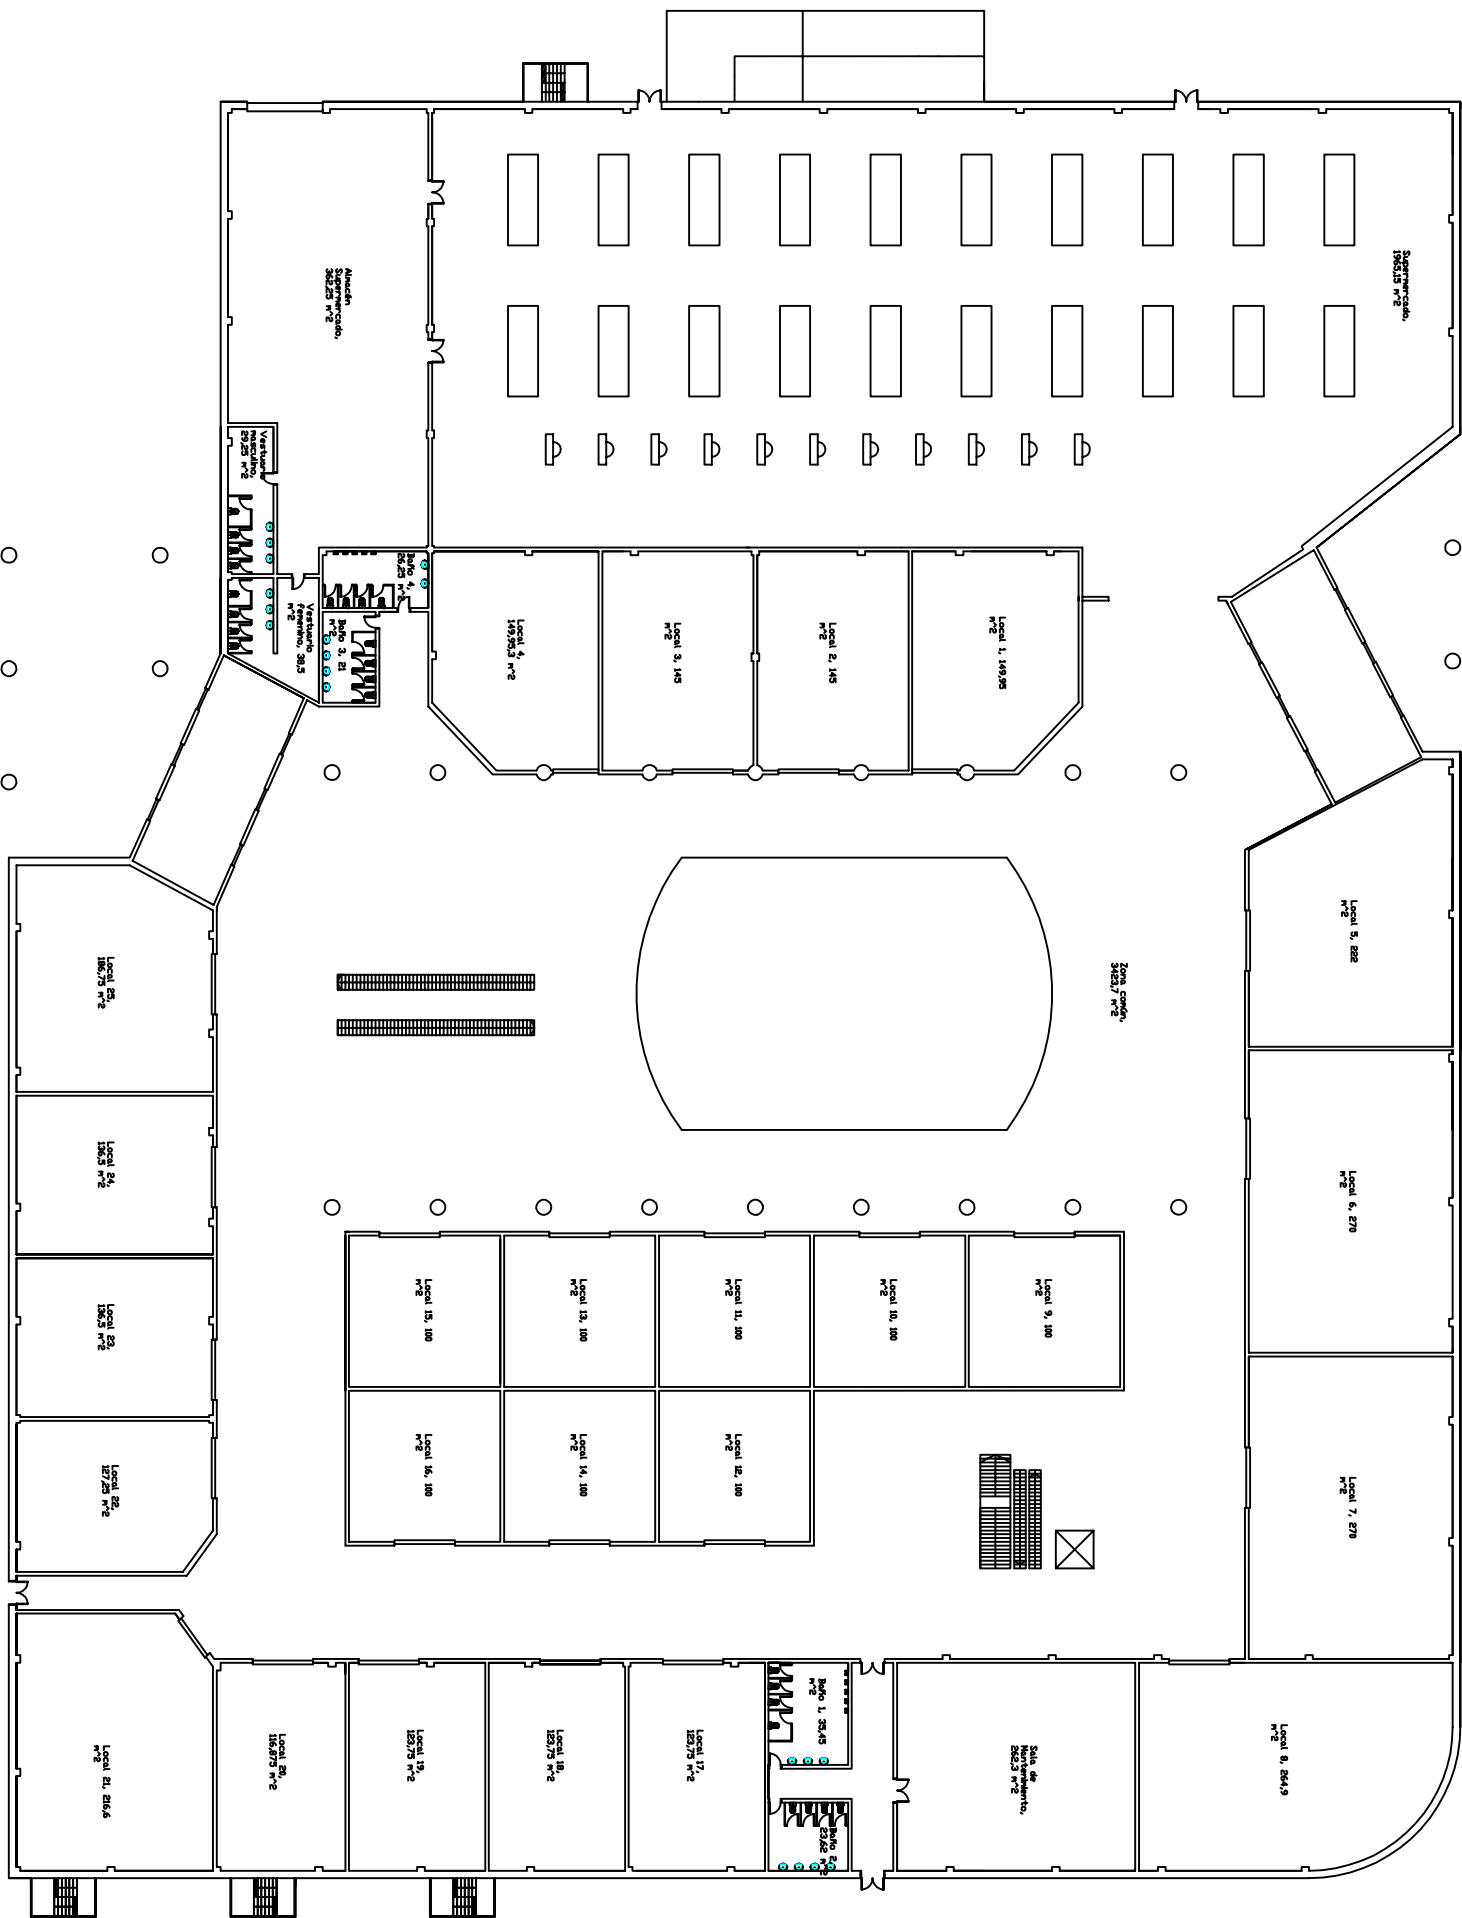 Supermercado,
1965,15 m^2
Almacén
Supermercado,
362,25 m^2
Vestuario
masculino,
29,25 m^2
Baño 4,
26,25 m^2
Vestuario
femenino, 38,5
m^2
Baño 3, 21
m^2
Local 4,
149,95,3 m^2
Local 3, 145
m^2
Local 2, 145
m^2
Local 1, 149,95
m^2
Local 5, 222
m^2
Zona común,
3423,7 m^2
Local 25,
186,75 m^2
Local 24,
136,5 m^2
Local 6, 270
m^2
Local 15, 100
m^2
Local 13, 100
m^2
Local 11, 100
m^2
Local 10, 100
m^2
Local 9, 100
m^2
Local 23,
136,5 m^2
Local 16, 100
m^2
Local 14, 100
m^2
Local 12, 100
m^2
Local 22,
127,25 m^2
Local 7, 270
m^2
Local 21, 216,6
m^2
Local 20,
116,875 m^2
Local 19,
123,75 m^2
Local 18,
123,75 m^2
Local 17,
123,75 m^2
Baño 1, 35,45
m^2
Baño 2,
23,62 m^2
Sala de
Mantenimiento,
262,3 m^2
Local 8, 264,9
m^2